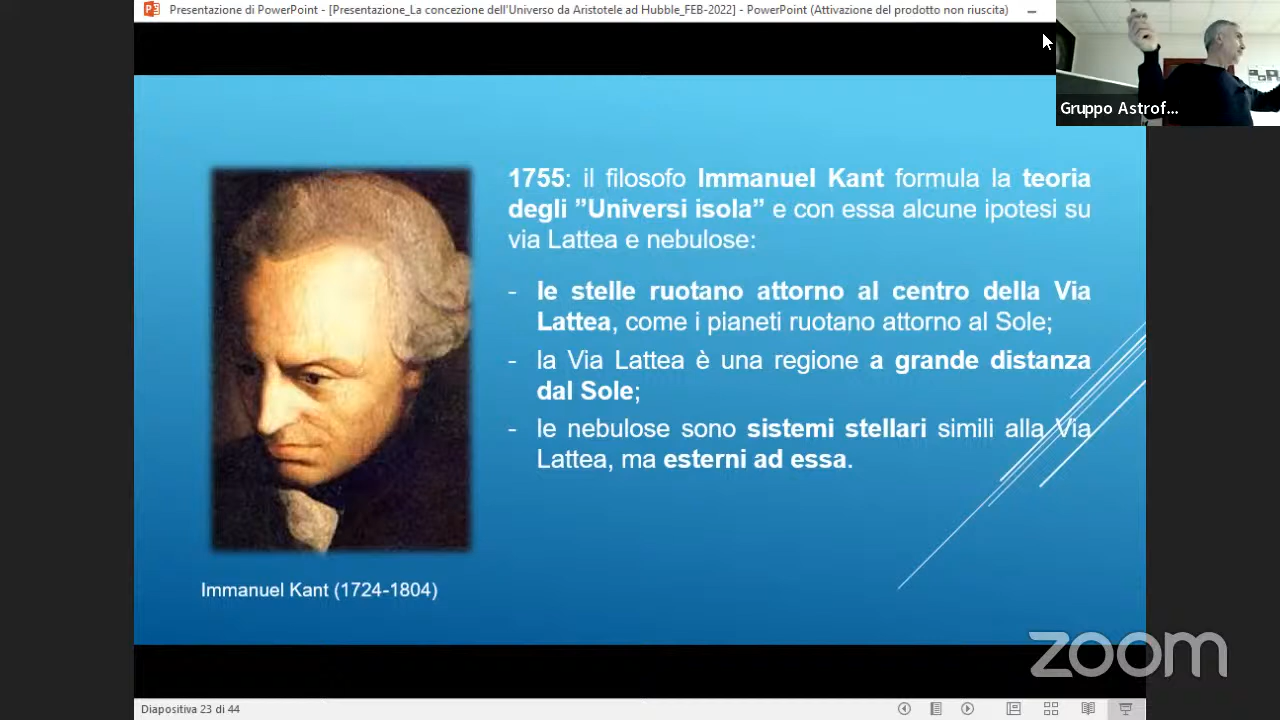 Presentazione di PowerPoint - [Presentazione_La concezione dell'Universo da Aristotele ad Hubble_FEB-2022] - PowerPoint (Attivazione del prodotto non riuscita)
Gruppo Astrof...
1755: il filosofo Immanuel Kant formula la teoria
degli ”Universi isola” e con essa alcune ipotesi su
via Lattea e nebulose:
- le stelle ruotano attorno al centro della Via
Lattea, come i pianeti ruotano attorno al Sole;
- la Via Lattea è una regione a grande distanza
dal Sole;
- le nebulose sono sistemi stellari simili alla Via
Lattea, ma esterni ad essa.
Immanuel Kant (1724-1804)
zoom
Diapositiva 23 di 44